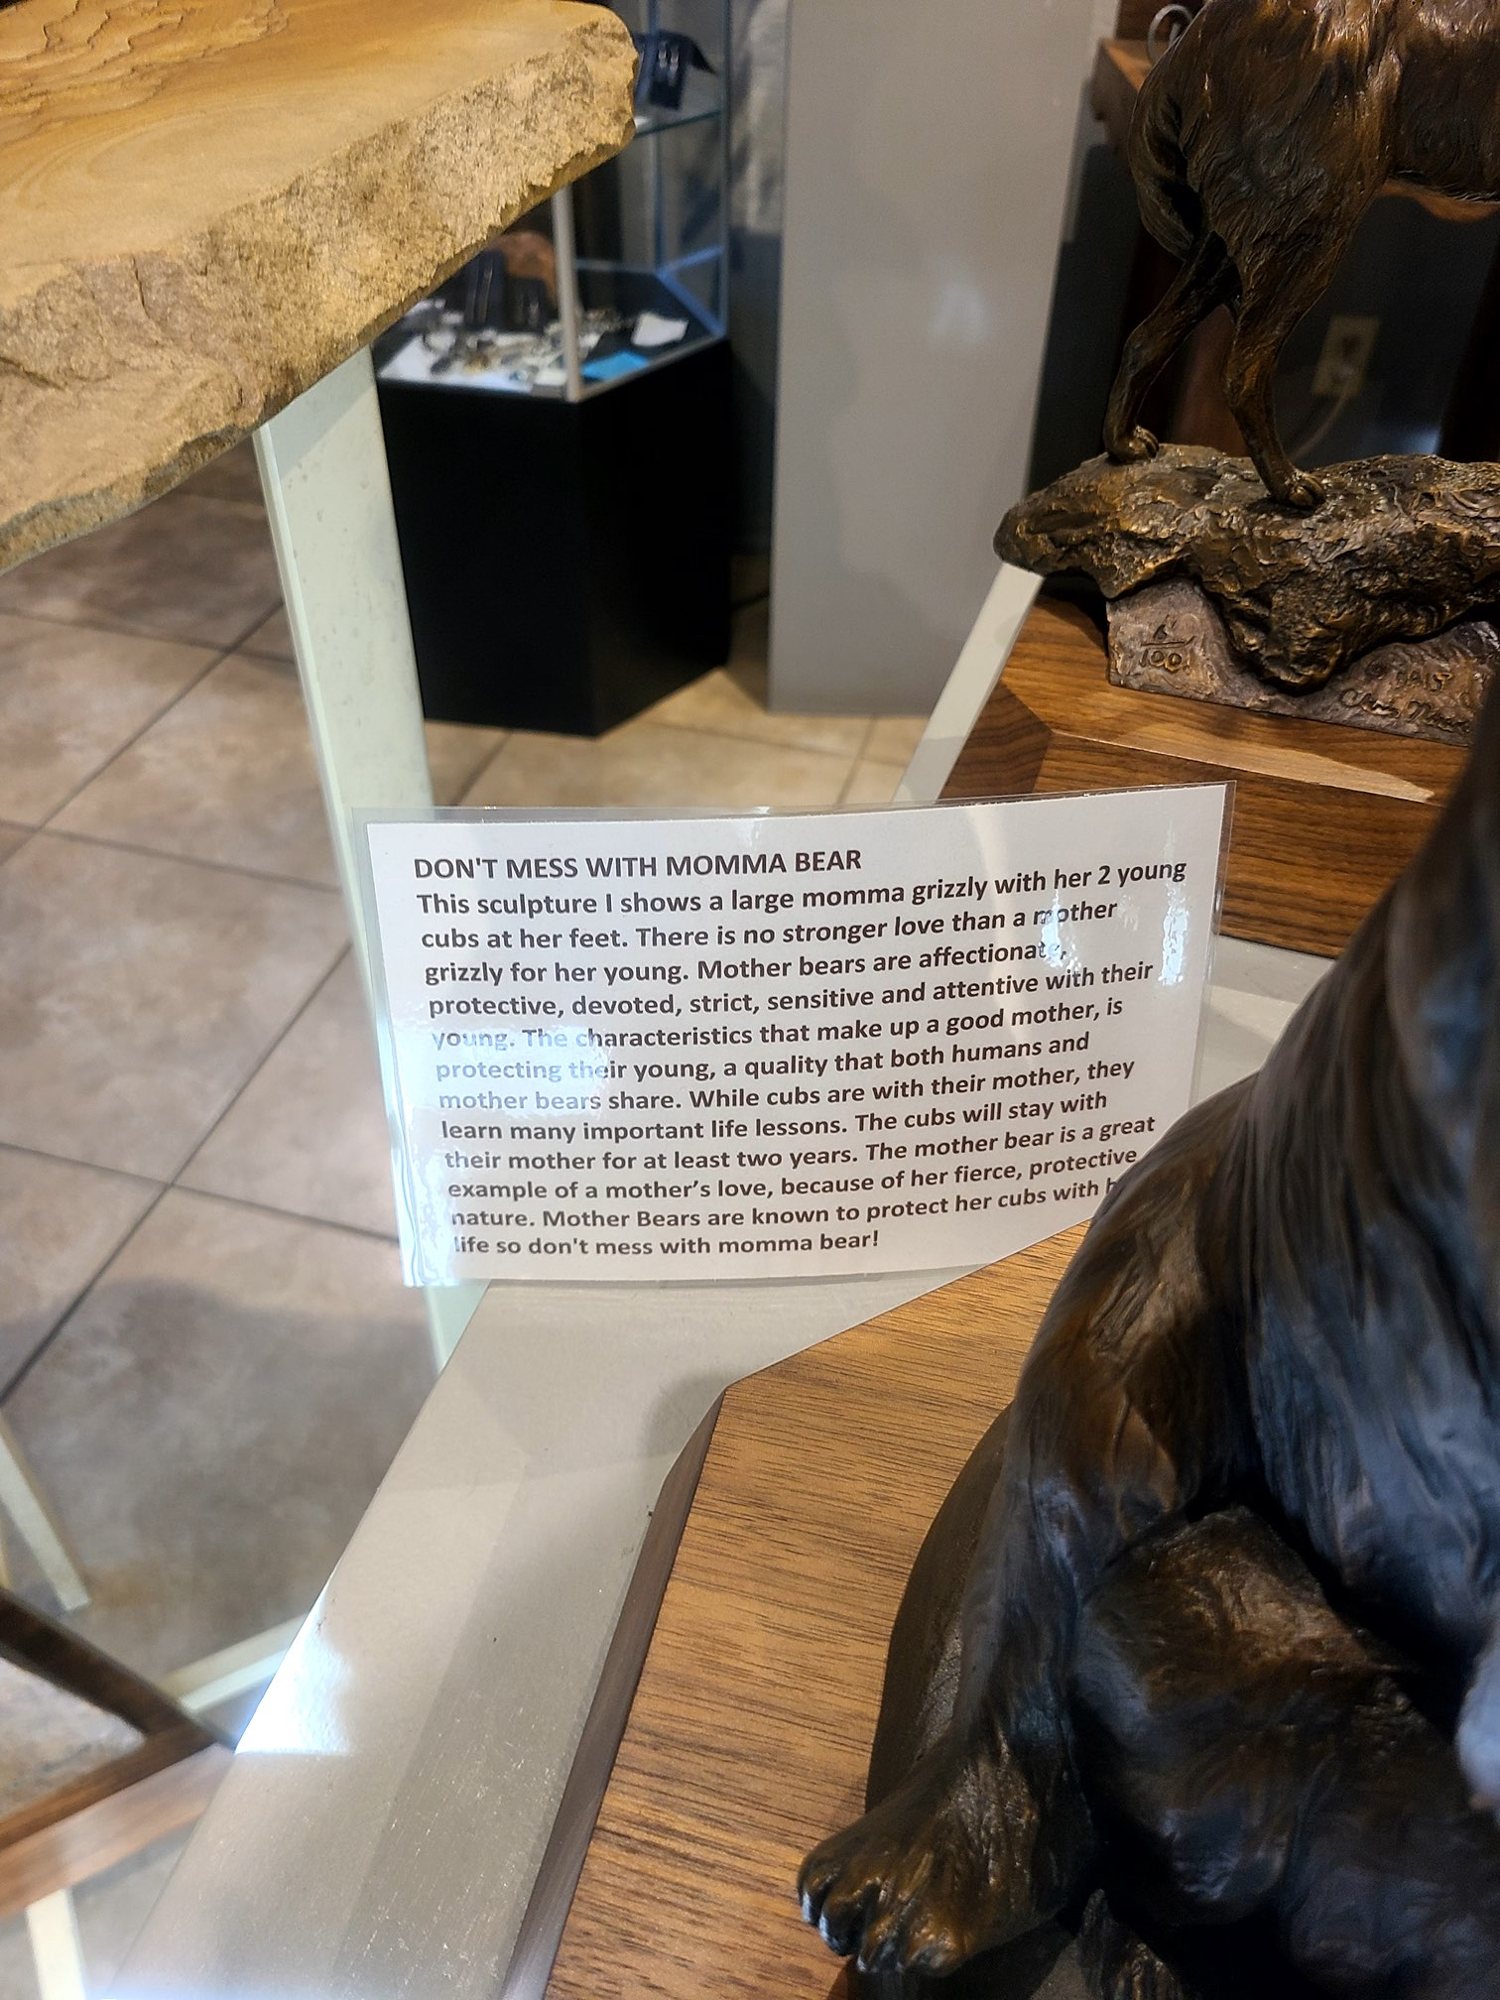 6/100
DON'T MESS WITH MOMMA BEAR
This sculpture I shows a large momma grizzly with her 2 young
cubs at her feet. There is no stronger love than a mother
grizzly for her young. Mother bears are affectionate,
protective, devoted, strict, sensitive and attentive with their
young. The characteristics that make up a good mother, is
protecting their young, a quality that both humans and
mother bears share. While cubs are with their mother, they
learn many important life lessons. The cubs will stay with
their mother for at least two years. The mother bear is a great
example of a mother's love, because of her fierce, protective
nature. Mother Bears are known to protect her cubs with
life so don't mess with momma bear!